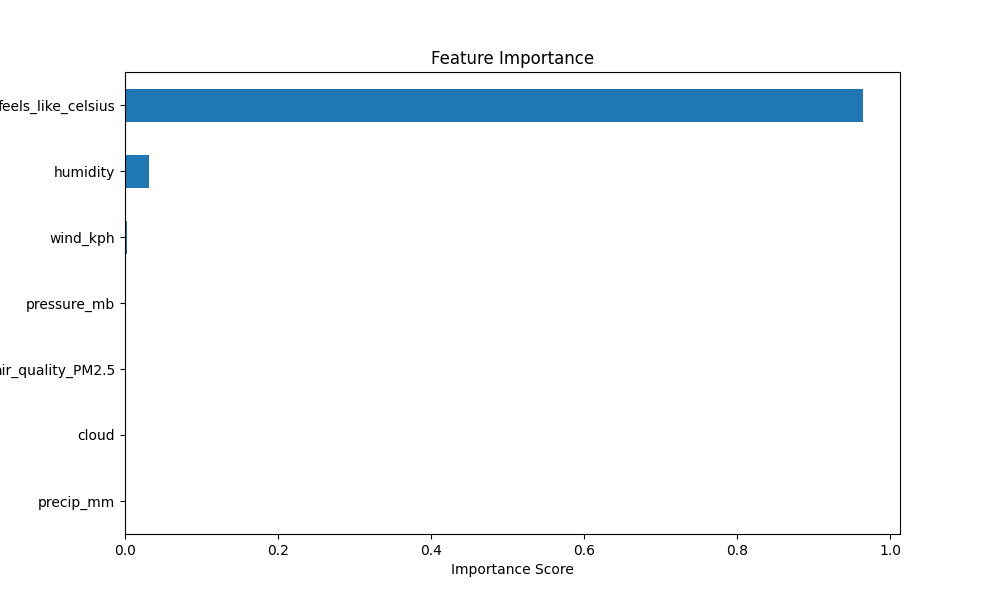 Feature Importance
feels_like_celsius
humidity
wind_kph
pressure_mb
air_quality_PM2.5
cloud
precip_mm
0.0 0.2 0.4 0.6 0.8 1.0
Importance Score